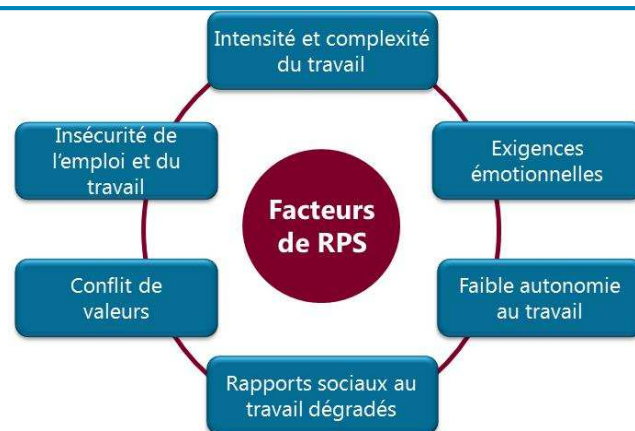 Intensité et complexité
du travail
Insécurité de
l'emploi et du
travail
Exigences
émotionnelles
Facteurs
de RPS
Conflit de
valeurs
Faible autonomie
au travail
Rapports sociaux au
travail dégradés